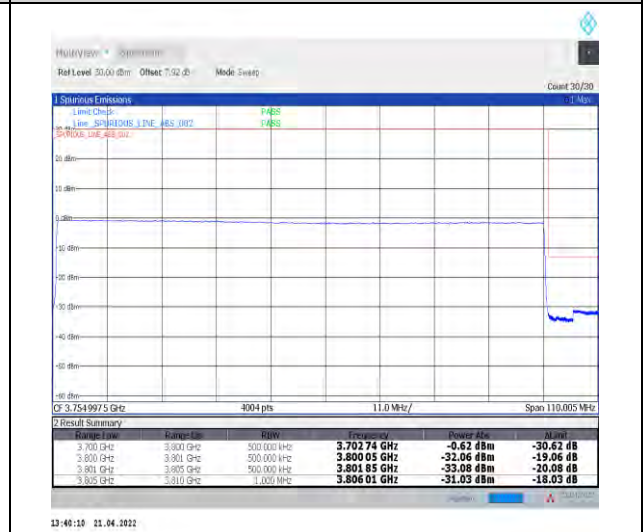 MultiView
Ref Level 30.00 dBm Offset 7.92 dB Mode Sweep
Count 30/30
1 Spurious Emissions
Limit Check PASS
Line _SPURIOUS_LINE_ABS_002 PASS
_SPURIOUS_LINE_ABS_002
20 dBm
10 dBm
0 dBm
-10 dBm
-20 dBm
-30 dBm
-40 dBm
-50 dBm
-60 dBm
CF 3.7549975 GHz 4004 pts 11.0 MHz/ Span 110.005 MHz
2 Result Summary
Range Low Range Up RBW Frequency Power Abs ΔLimit
3.700 GHz 3.800 GHz 500.000 kHz 3.702 74 GHz -0.62 dBm -30.62 dB
3.800 GHz 3.801 GHz 500.000 kHz 3.800 05 GHz -32.06 dBm -19.06 dB
3.801 GHz 3.805 GHz 500.000 kHz 3.801 85 GHz -33.08 dBm -20.08 dB
3.805 GHz 3.810 GHz 1.000 MHz 3.806 01 GHz -31.03 dBm -18.03 dB
13:40:10 21.04.2022